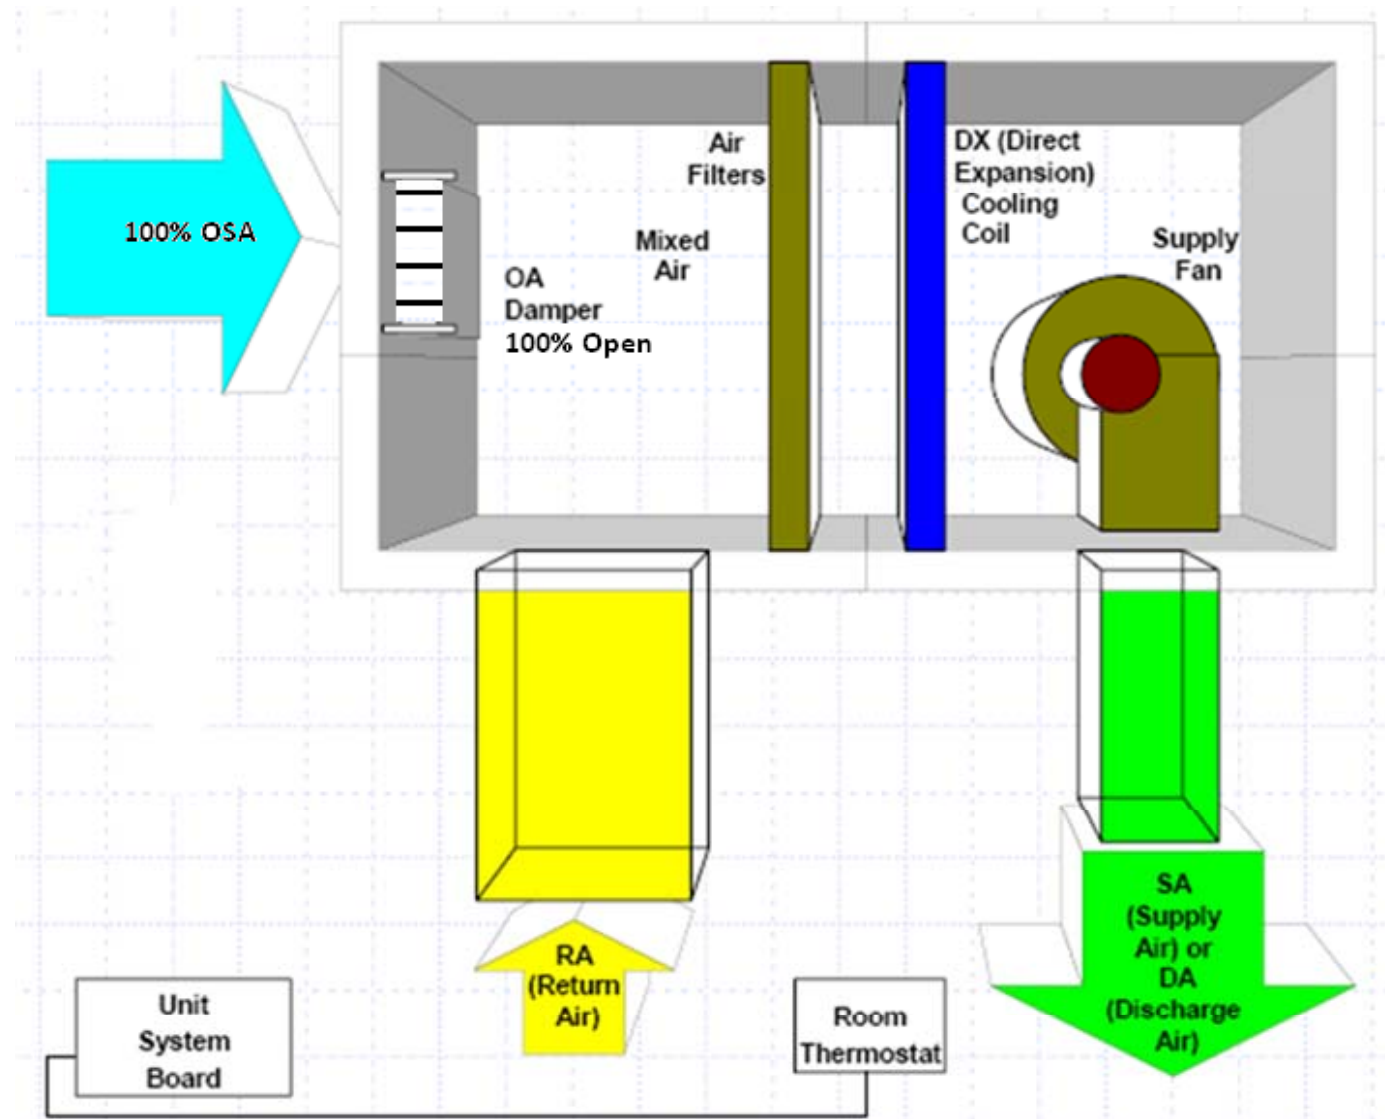 100% OSA
Air
Filters
Mixed
Air
OA
Damper
100% Open
DX (Direct
Expansion)
Cooling
Coil
Supply
Fan
RA
(Return
Air)
SA
(Supply
Air) or
DA
(Discharge
Air)
Unit
System
Board
Room
Thermostat